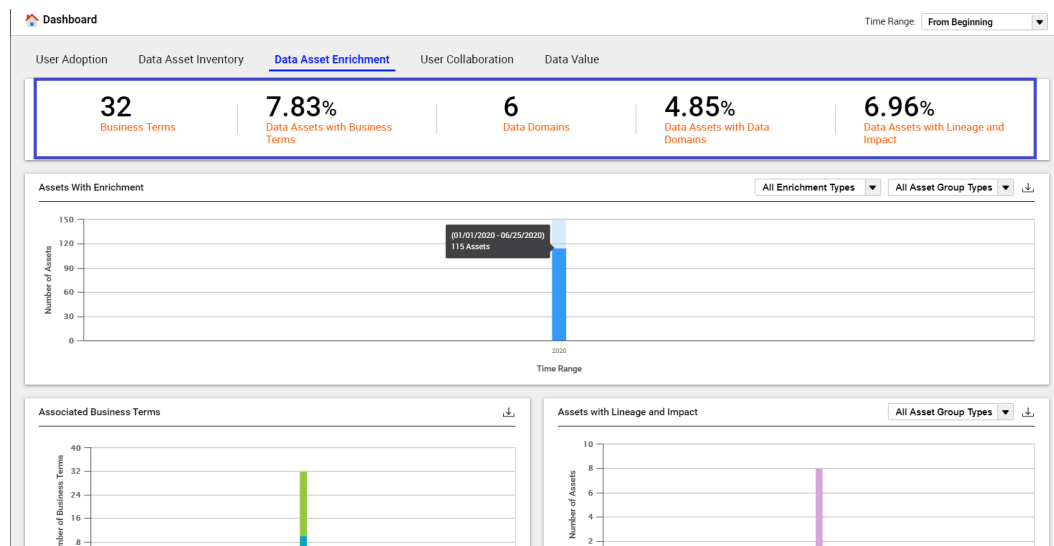 Dashboard
Time Range: From Beginning
User Adoption Data Asset Inventory Data Asset Enrichment User Collaboration Data Value
32 7.83% 6 4.85% 6.96%
Business Terms Data Assets with Business Data Domains Data Assets with Data Data Assets with Lineage and
Terms Domains Impact
Assets With Enrichment All Enrichment Types All Asset Group Types
150
(01/01/2020 - 06/25/2020)
120
115 Assets
90
60
30
0
Number of Assets
2020
Time Range
Associated Business Terms
40
32
24
16
8
of Business Terms
Assets with Lineage and Impact All Asset Group Types
10
8
6
4
2
Number of Assets